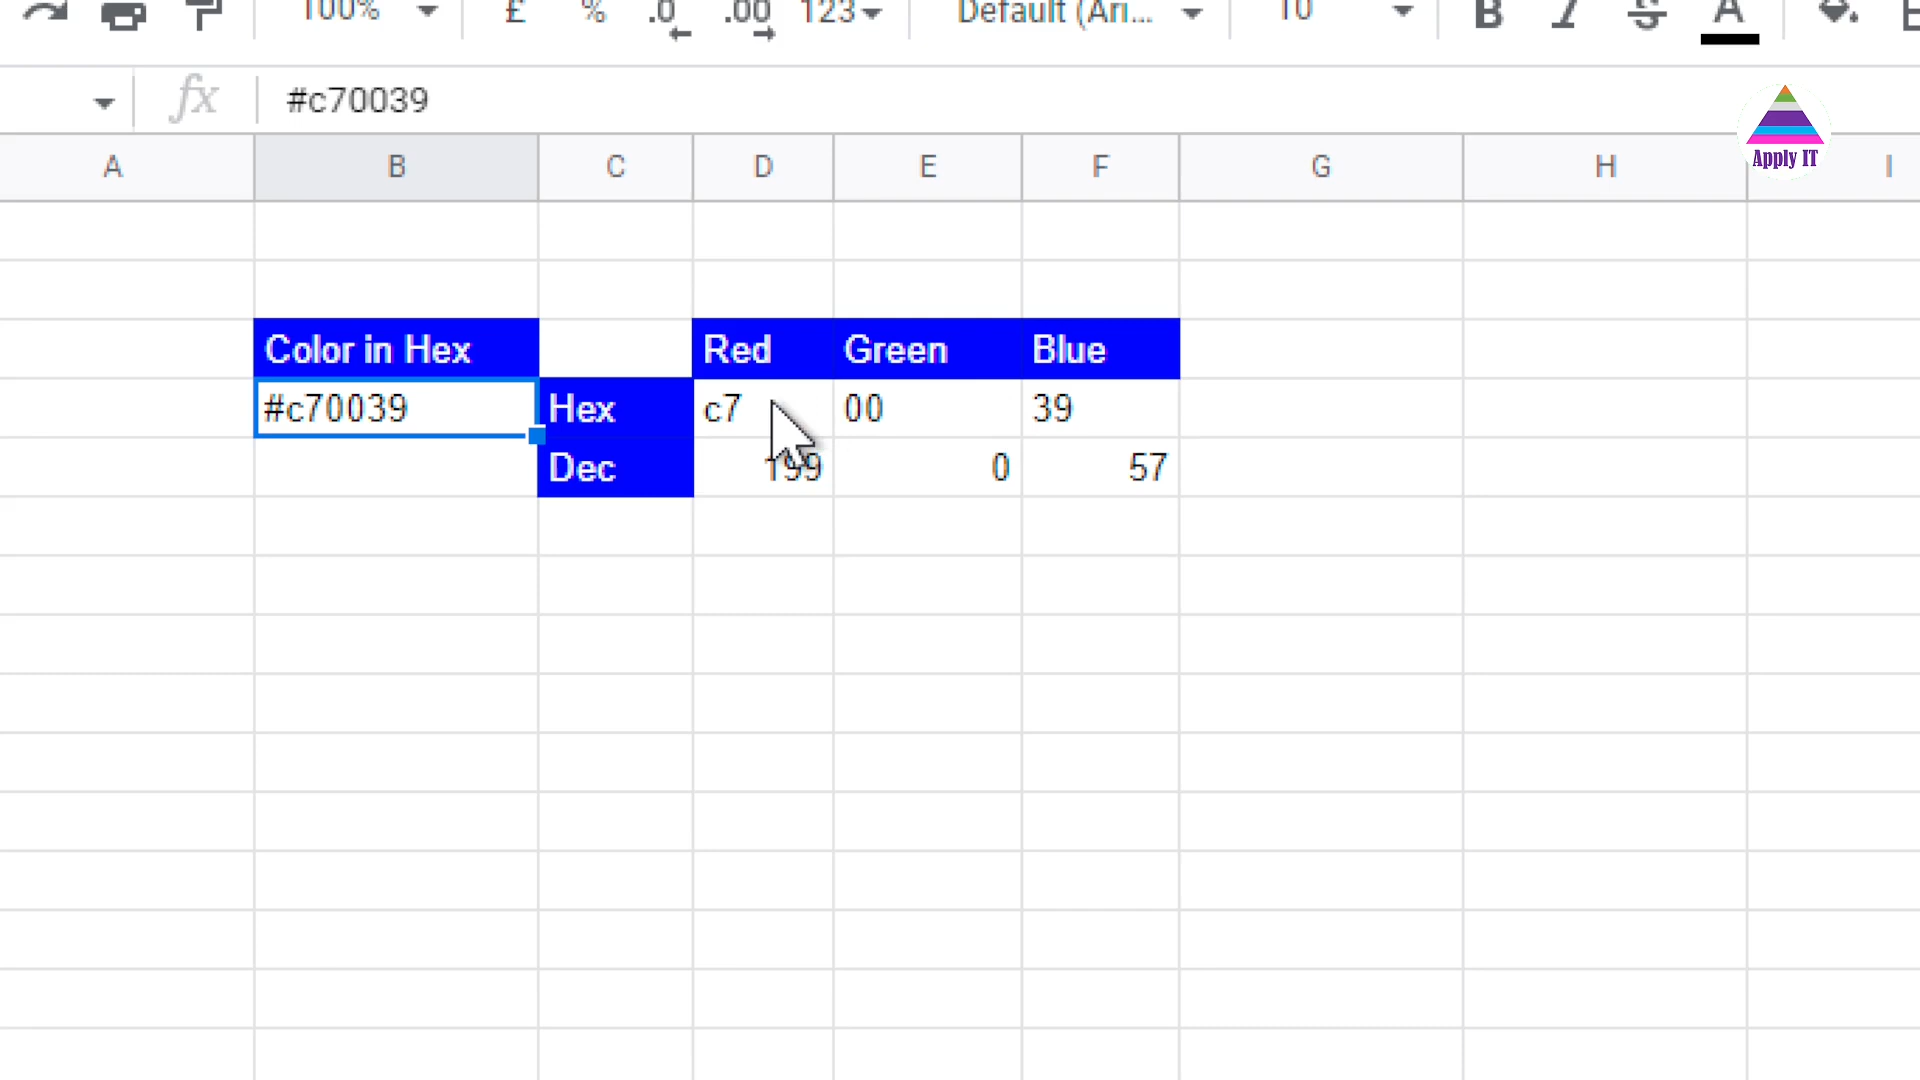 100% £ % .0 .00 123 Default (Ari... 10 B I S A
fx #c70039
Apply IT
A B C D E F G H I
Color in Hex Red Green Blue
#c70039 Hex c7 00 39
Dec 199 0 57